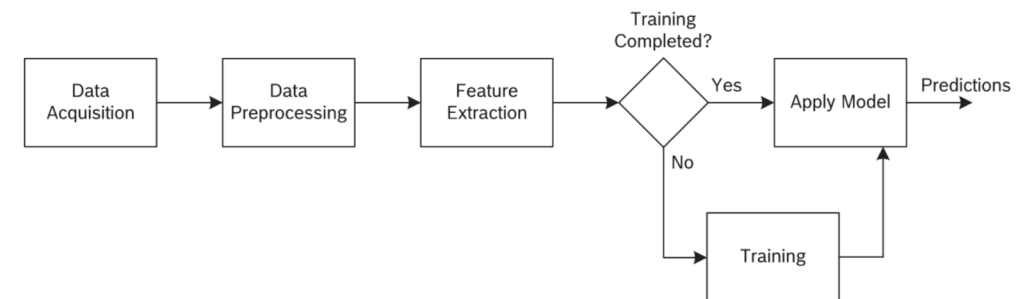 Training
Completed?
Data
Acquisition
Data
Preprocessing
Feature
Extraction
Yes
Apply Model
Predictions
No
Training